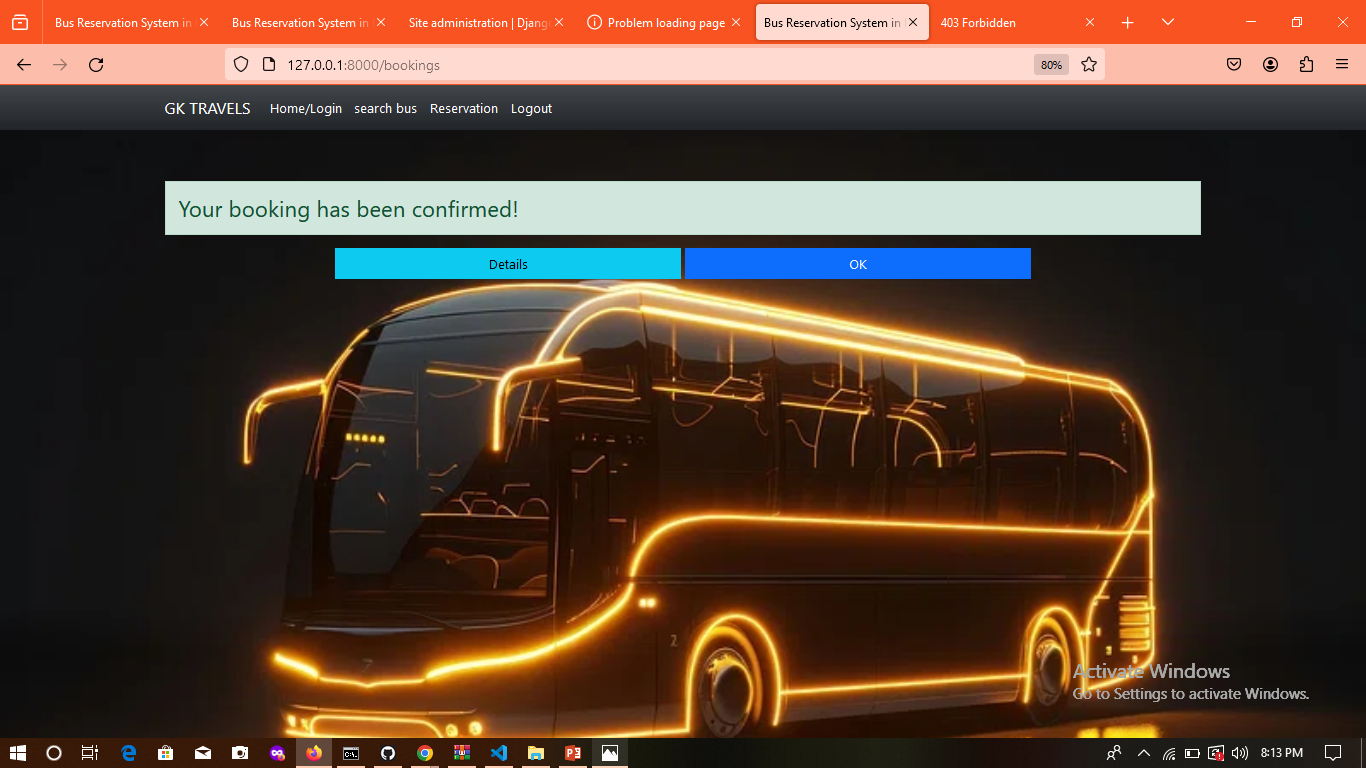 Bus Reservation System in
Bus Reservation System in
Site administration | Djang
Problem loading page
Bus Reservation System in
403 Forbidden
127.0.0.1:8000/bookings
80%
GK TRAVELS
Home/Login
search bus
Reservation
Logout
Your booking has been confirmed!
Details
OK
2
Activate Windows
Go to Settings to activate Windows.
8:13 PM